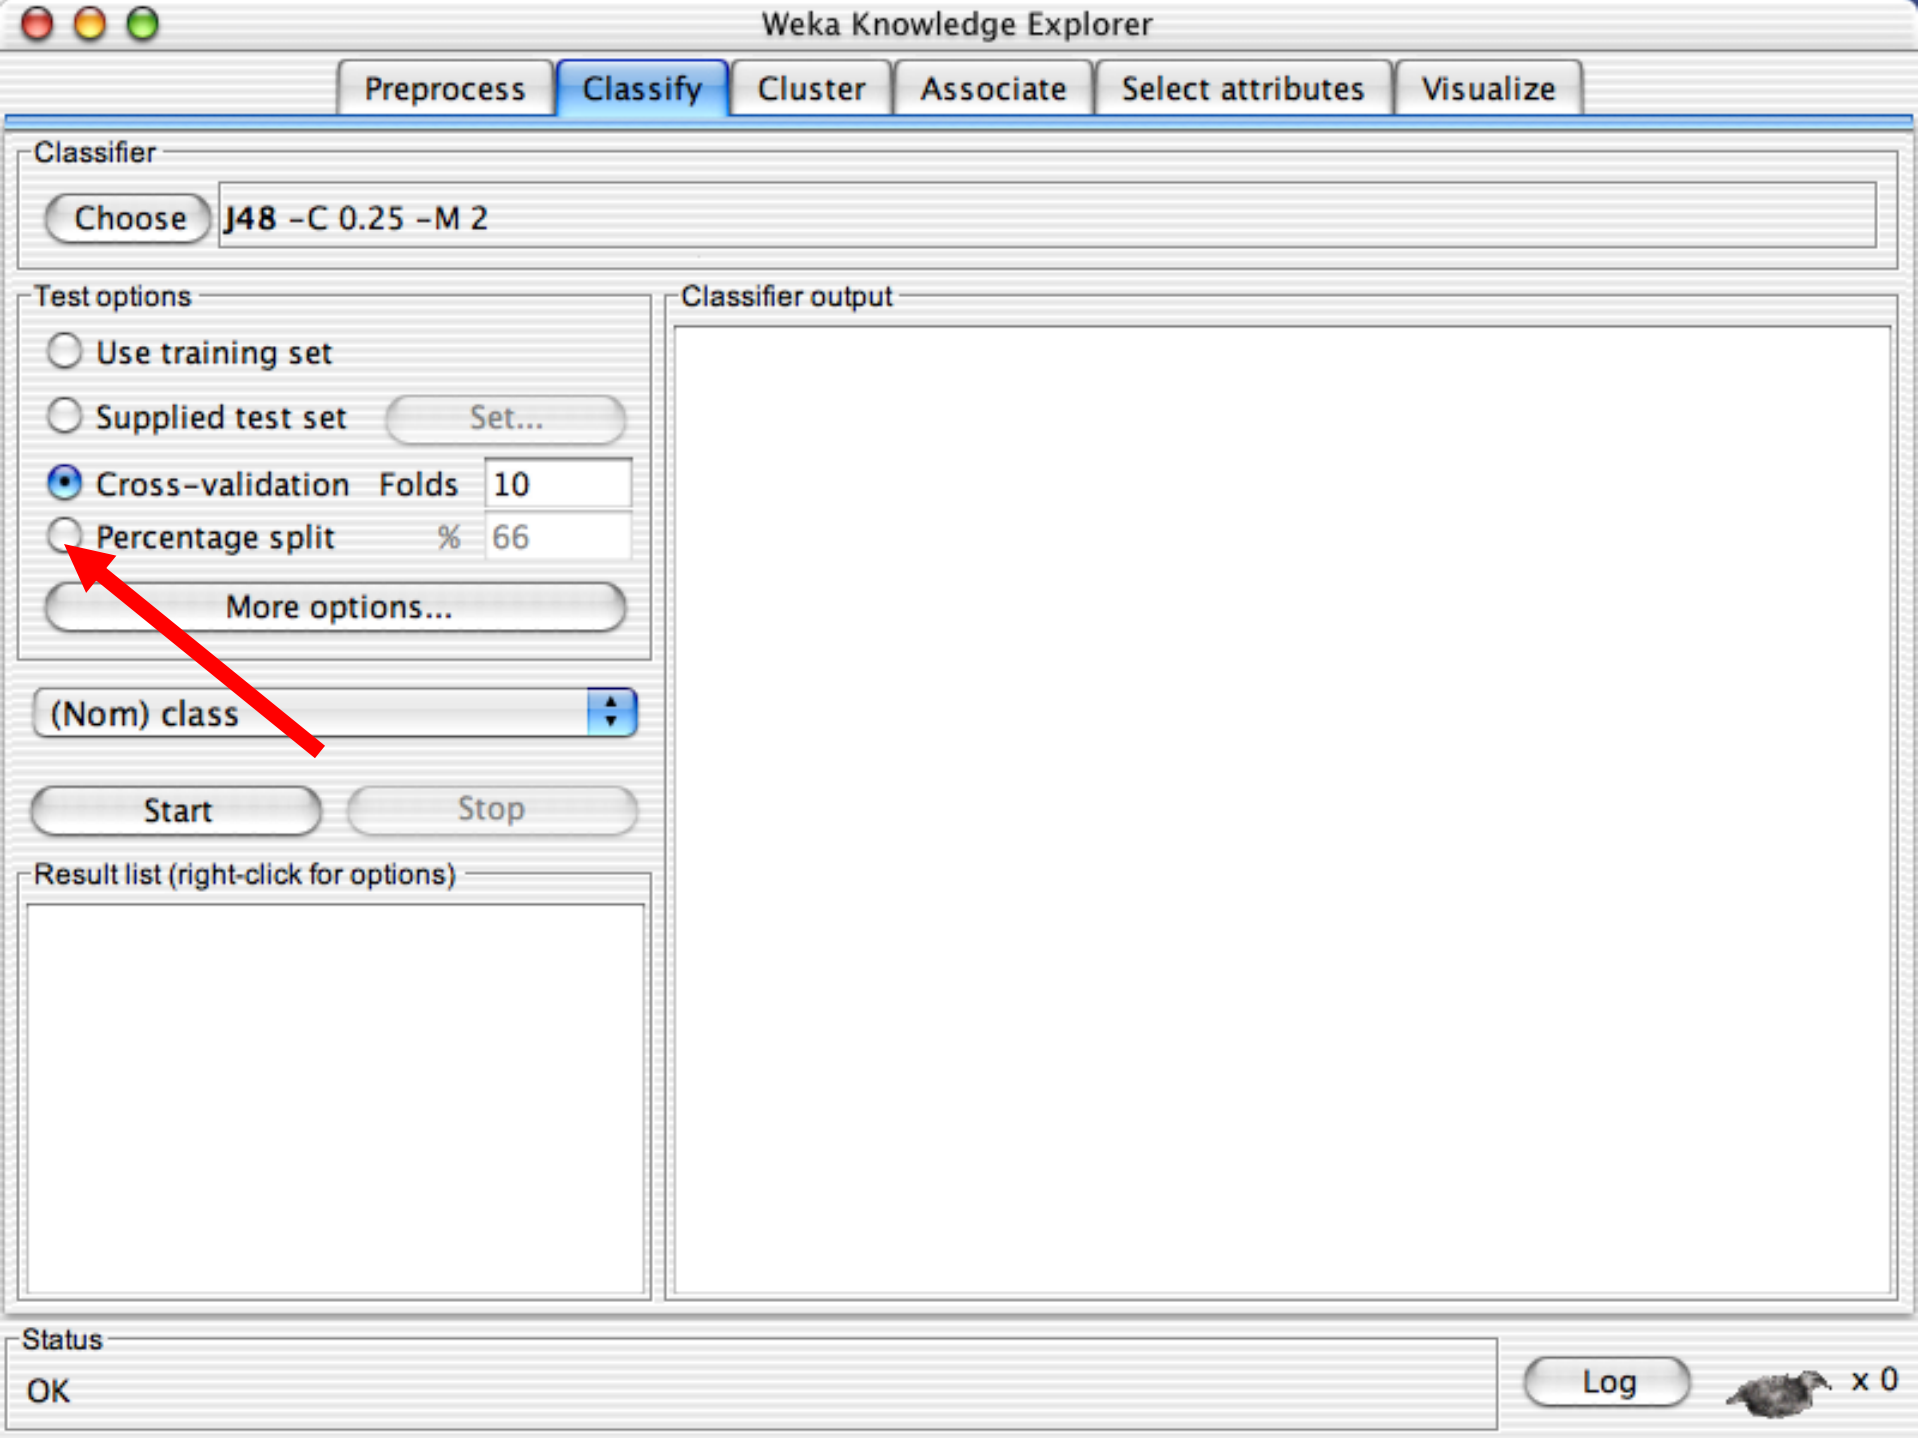 Weka Knowledge Explorer
Preprocess Classify Cluster Associate Select attributes Visualize
Classifier
Choose J48 -C 0.25 -M 2
Test options
Use training set
Supplied test set Set...
Cross-validation Folds 10
Percentage split % 66
More options...
(Nom) class
Start Stop
Result list (right-click for options)
Classifier output
Status
OK
Log x 0